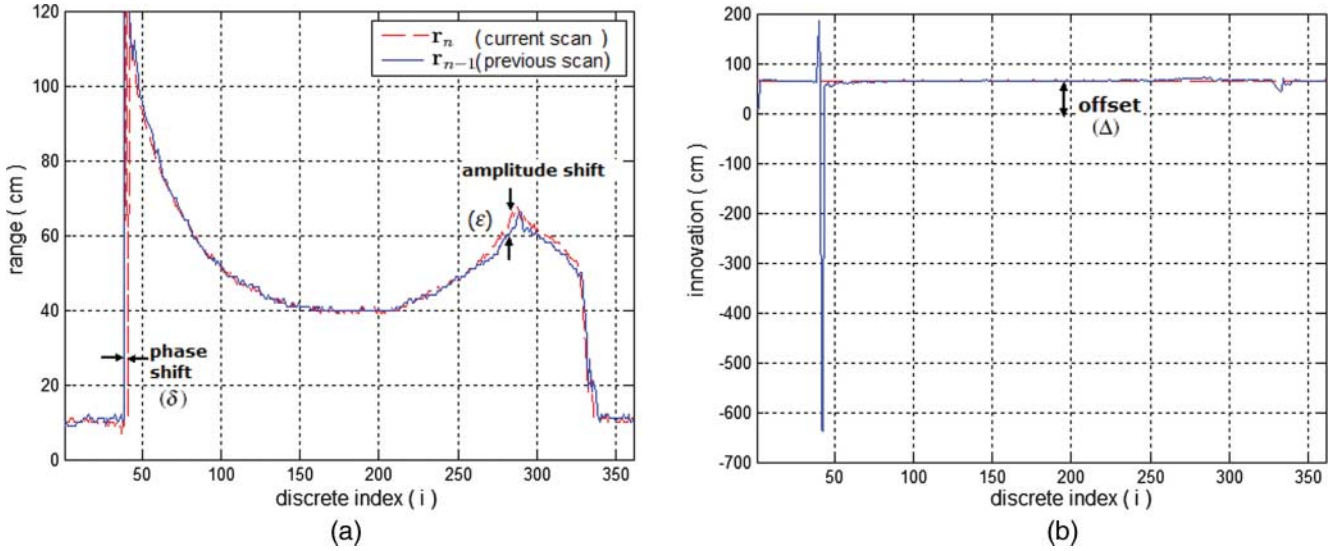 120
100
80
60
40
20
0
range ( cm )
r_n (current scan )
r_{n-1}(previous scan)
amplitude shift
(ε)
phase
shift
(δ)
50 100 150 200 250 300 350
discrete index ( i )
(a)
200
100
0
-100
-200
-300
-400
-500
-600
-700
innovation ( cm )
offset
(Δ)
50 100 150 200 250 300 350
discrete index ( i )
(b)